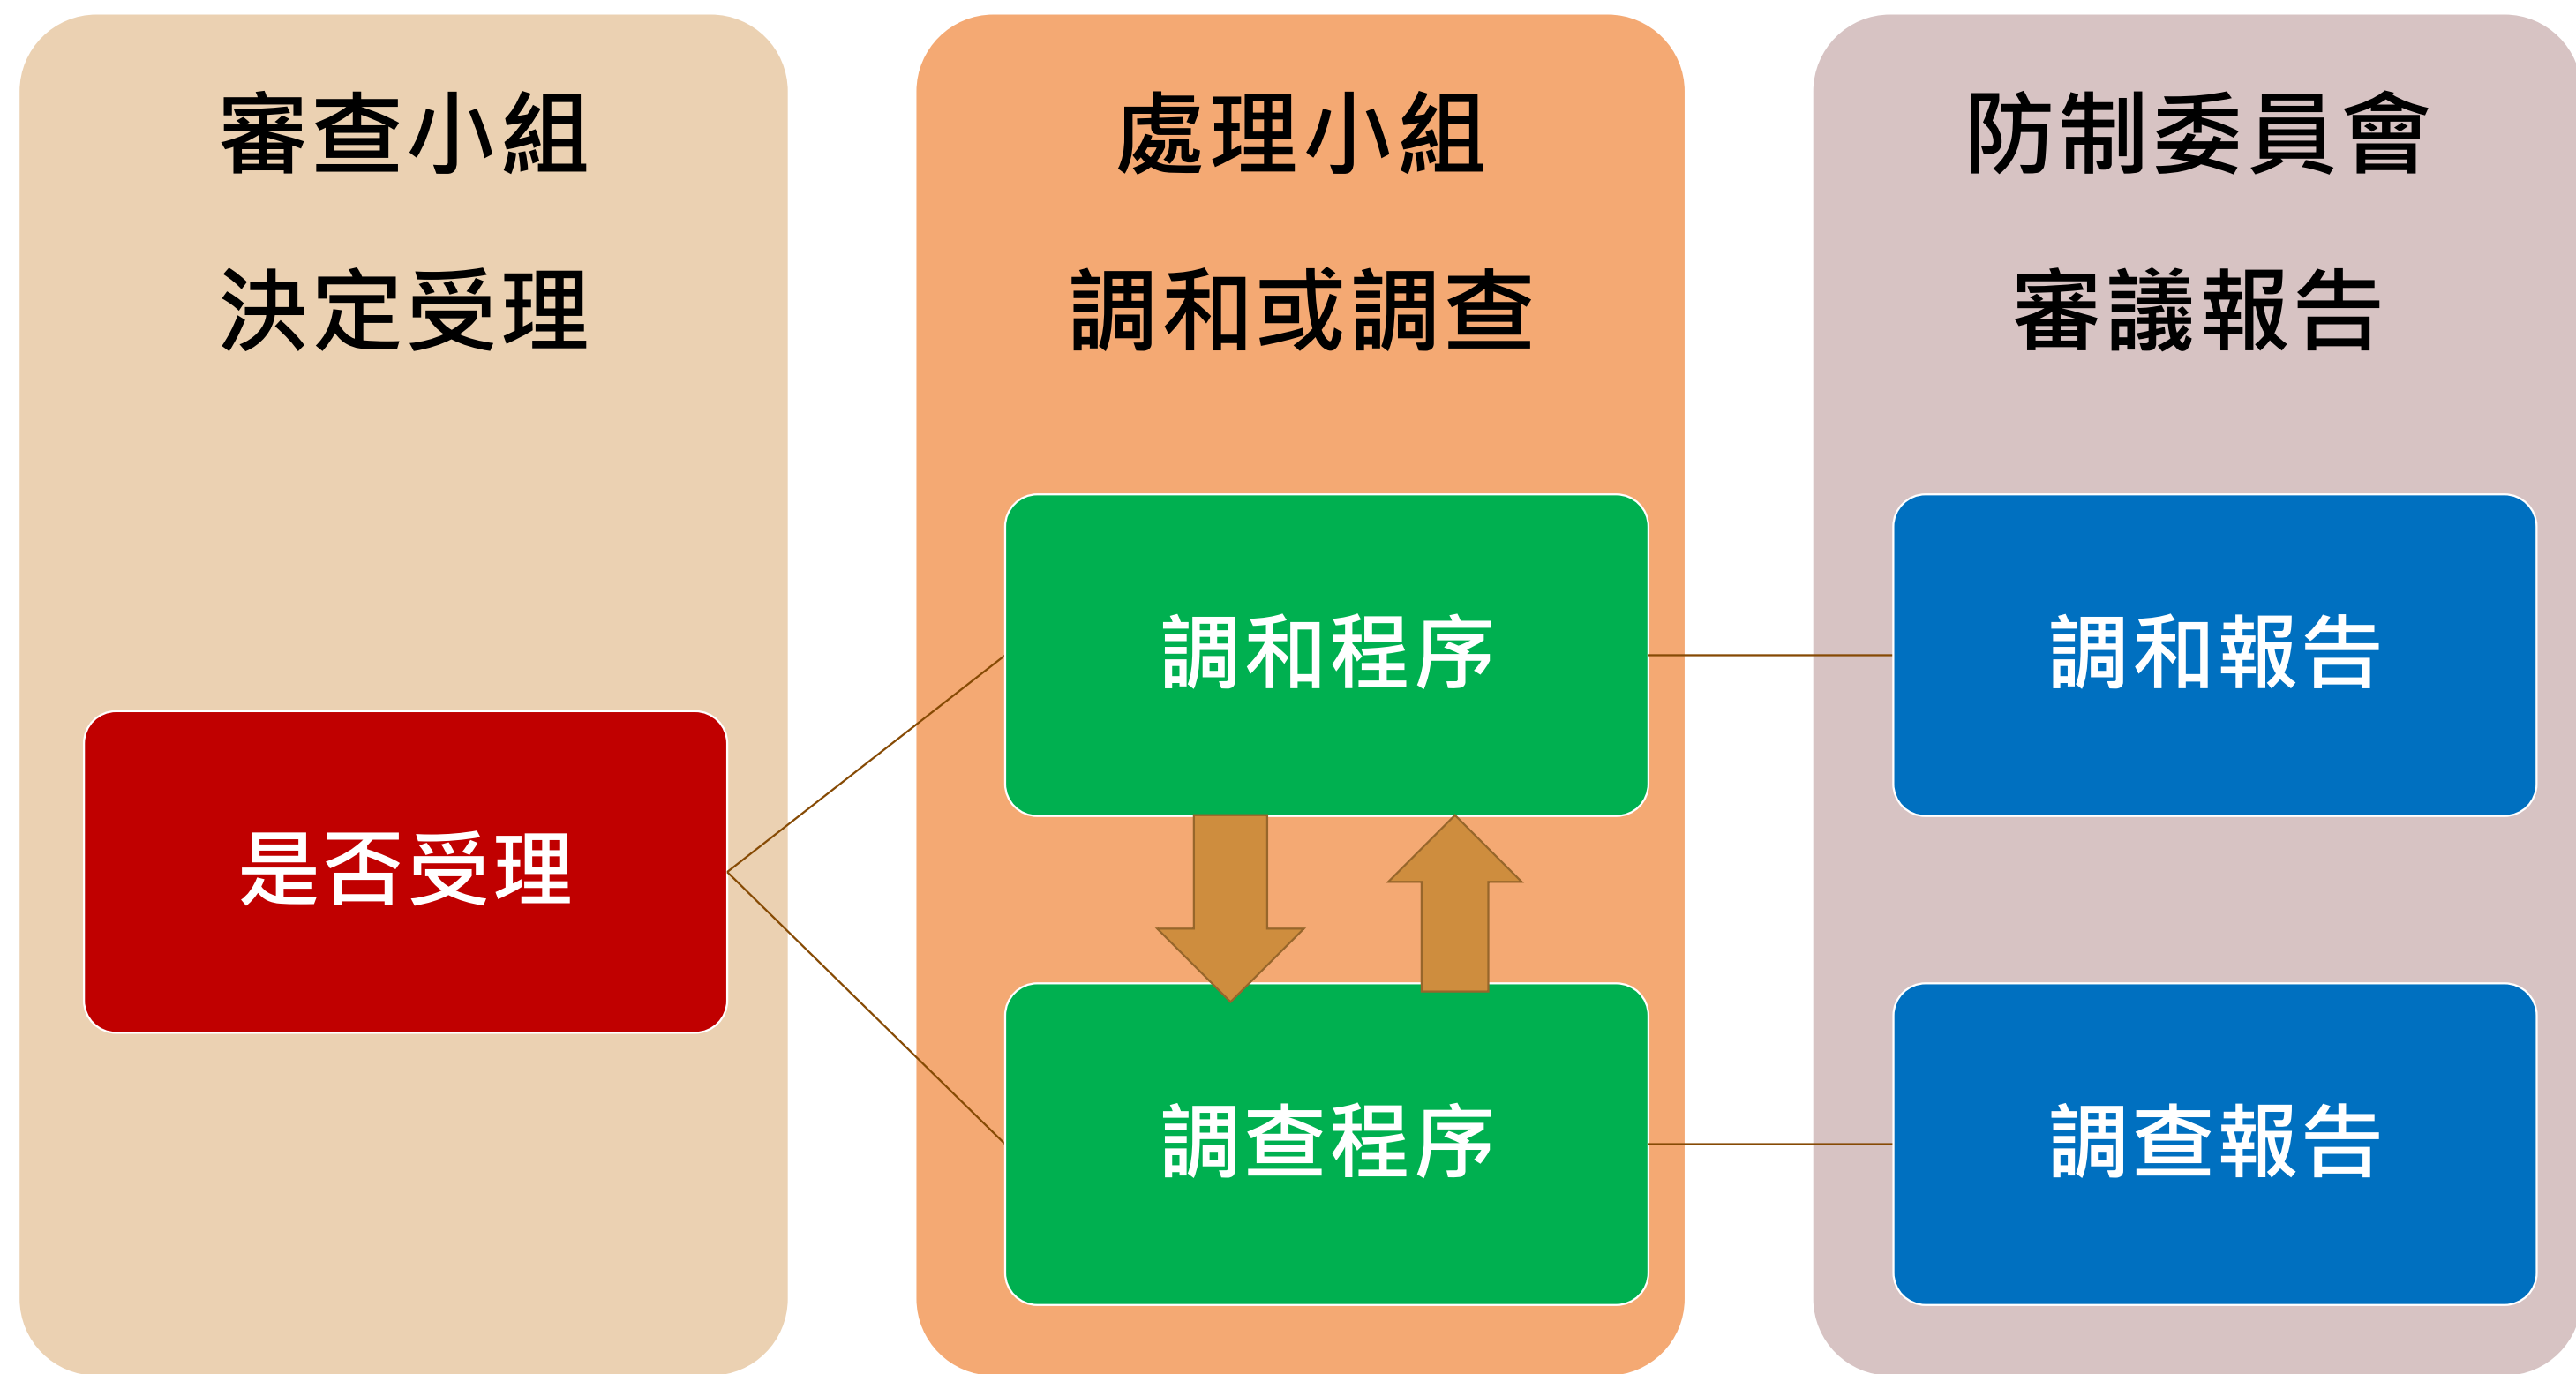 審查小組
決定受理
是否受理
處理小組
調和或調查
調和程序
調查程序
防制委員會
審議報告
調和報告
調查報告